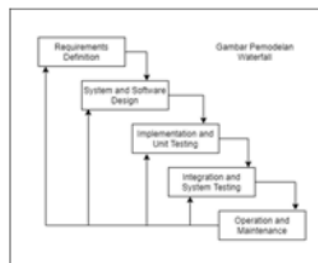 Requirements
Definition
Gambar Pemodelan
Waterfall
System and Software
Design
Implementation and
Unit Testing
Integration and
System Testing
Operation and
Maintenance